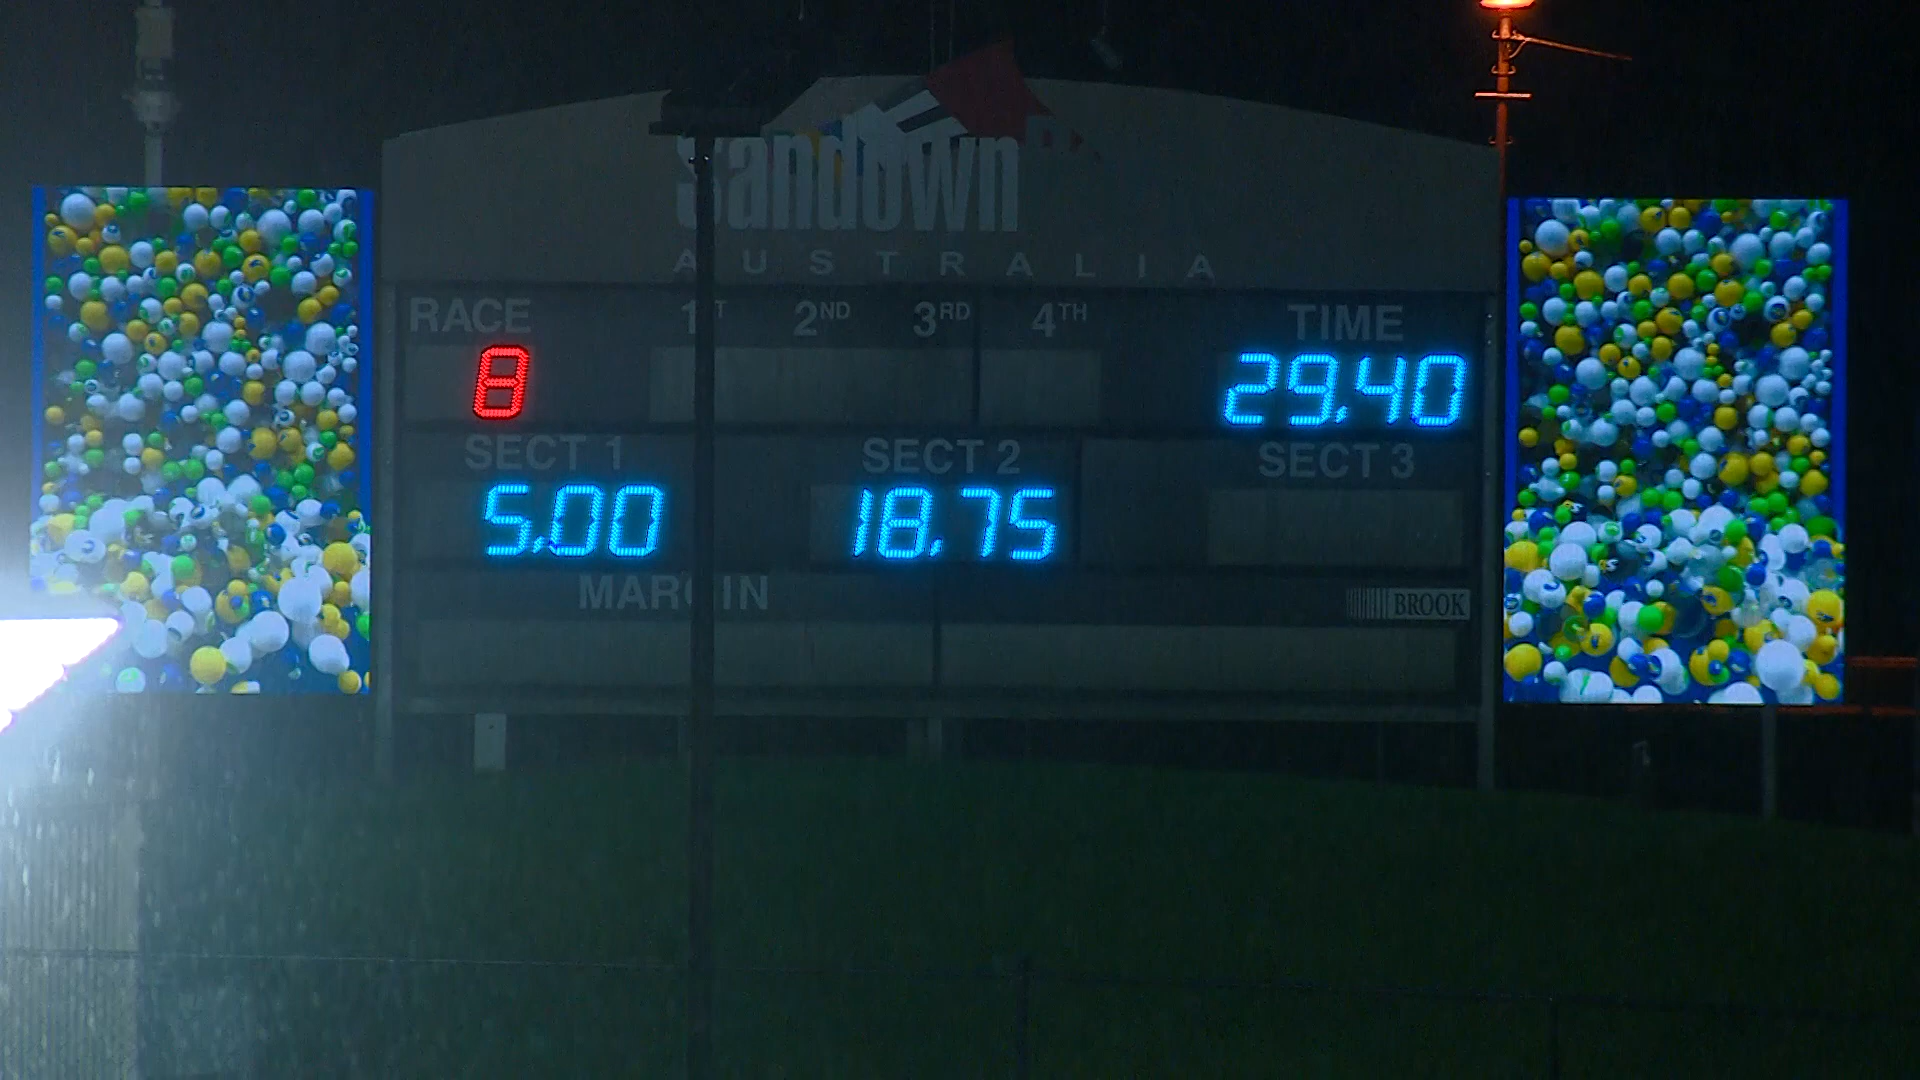 Sandown
AUSTRALIA
RACE 1ST 2ND 3RD 4TH TIME
8 29.40
SECT 1 SECT 2 SECT 3
5.00 18.75
MARGIN BROOK